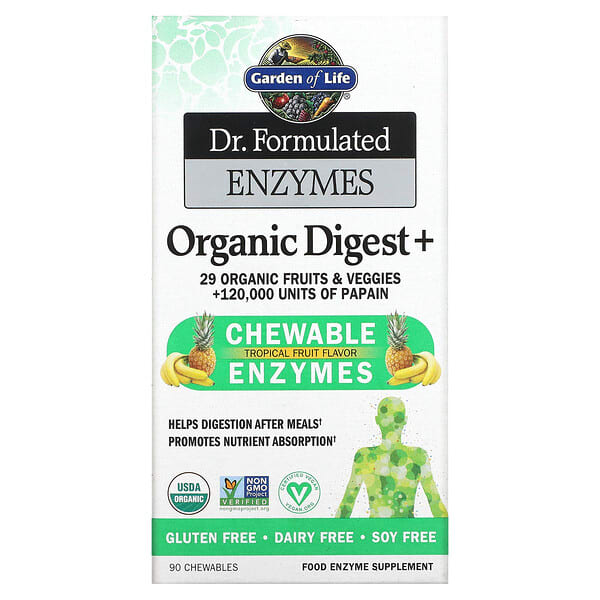 Garden of Life
Dr. Formulated
ENZYMES
Organic Digest+
29 ORGANIC FRUITS & VEGGIES
+120,000 UNITS OF PAPAIN
CHEWABLE
TROPICAL FRUIT FLAVOR
ENZYMES
HELPS DIGESTION AFTER MEALS†
PROMOTES NUTRIENT ABSORPTION†
USDA
ORGANIC
NON
GMO
Project
VERIFIED
nongmoproject.org
CERTIFIED VEGAN
VEGAN.ORG
GLUTEN FREE • DAIRY FREE • SOY FREE
90 CHEWABLES
FOOD ENZYME SUPPLEMENT